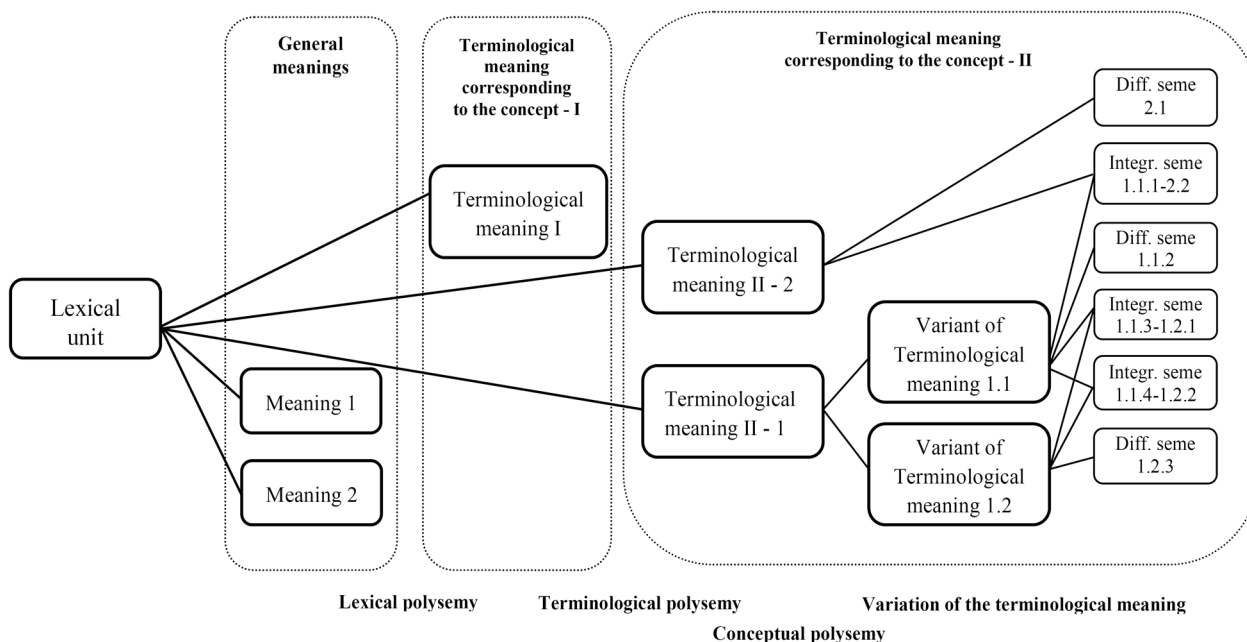 General
meanings
Terminological
meaning
corresponding
to the concept - I
Terminological meaning
corresponding to the concept - II
Diff. seme
2.1
Integr. seme
1.1.1-2.2
Terminological
meaning I
Diff. seme
1.1.2
Terminological
meaning II - 2
Lexical
unit
Integr. seme
1.1.3-1.2.1
Variant of
Terminological
meaning 1.1
Integr. seme
1.1.4-1.2.2
Meaning 1
Terminological
meaning II - 1
Diff. seme
1.2.3
Variant of
Terminological
meaning 1.2
Meaning 2
Lexical polysemy
Terminological polysemy
Variation of the terminological meaning
Conceptual polysemy